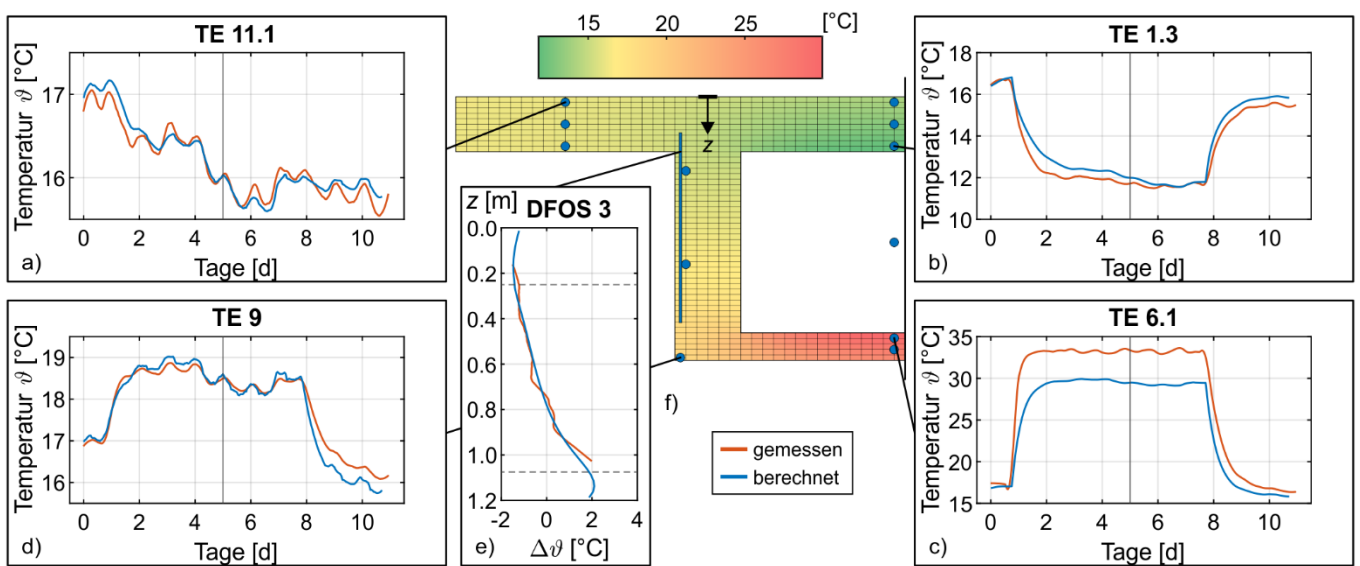 TE 11.1
Temperatur ϑ [°C]
17
16
0 2 4 6 8 10
Tage [d]
a)
15 20 25 [°C]
z
f)
TE 1.3
Temperatur ϑ [°C]
18
16
14
12
10
0 2 4 6 8 10
Tage [d]
b)
TE 9
Temperatur ϑ [°C]
19
18
17
16
0 2 4 6 8 10
Tage [d]
d)
z [m]
DFOS 3
0.0
0.2
0.4
0.6
0.8
1.0
1.2
-2 0 2 4
Δϑ [°C]
e)
gemessen
berechnet
TE 6.1
Temperatur ϑ [°C]
35
30
25
20
15
0 2 4 6 8 10
Tage [d]
c)